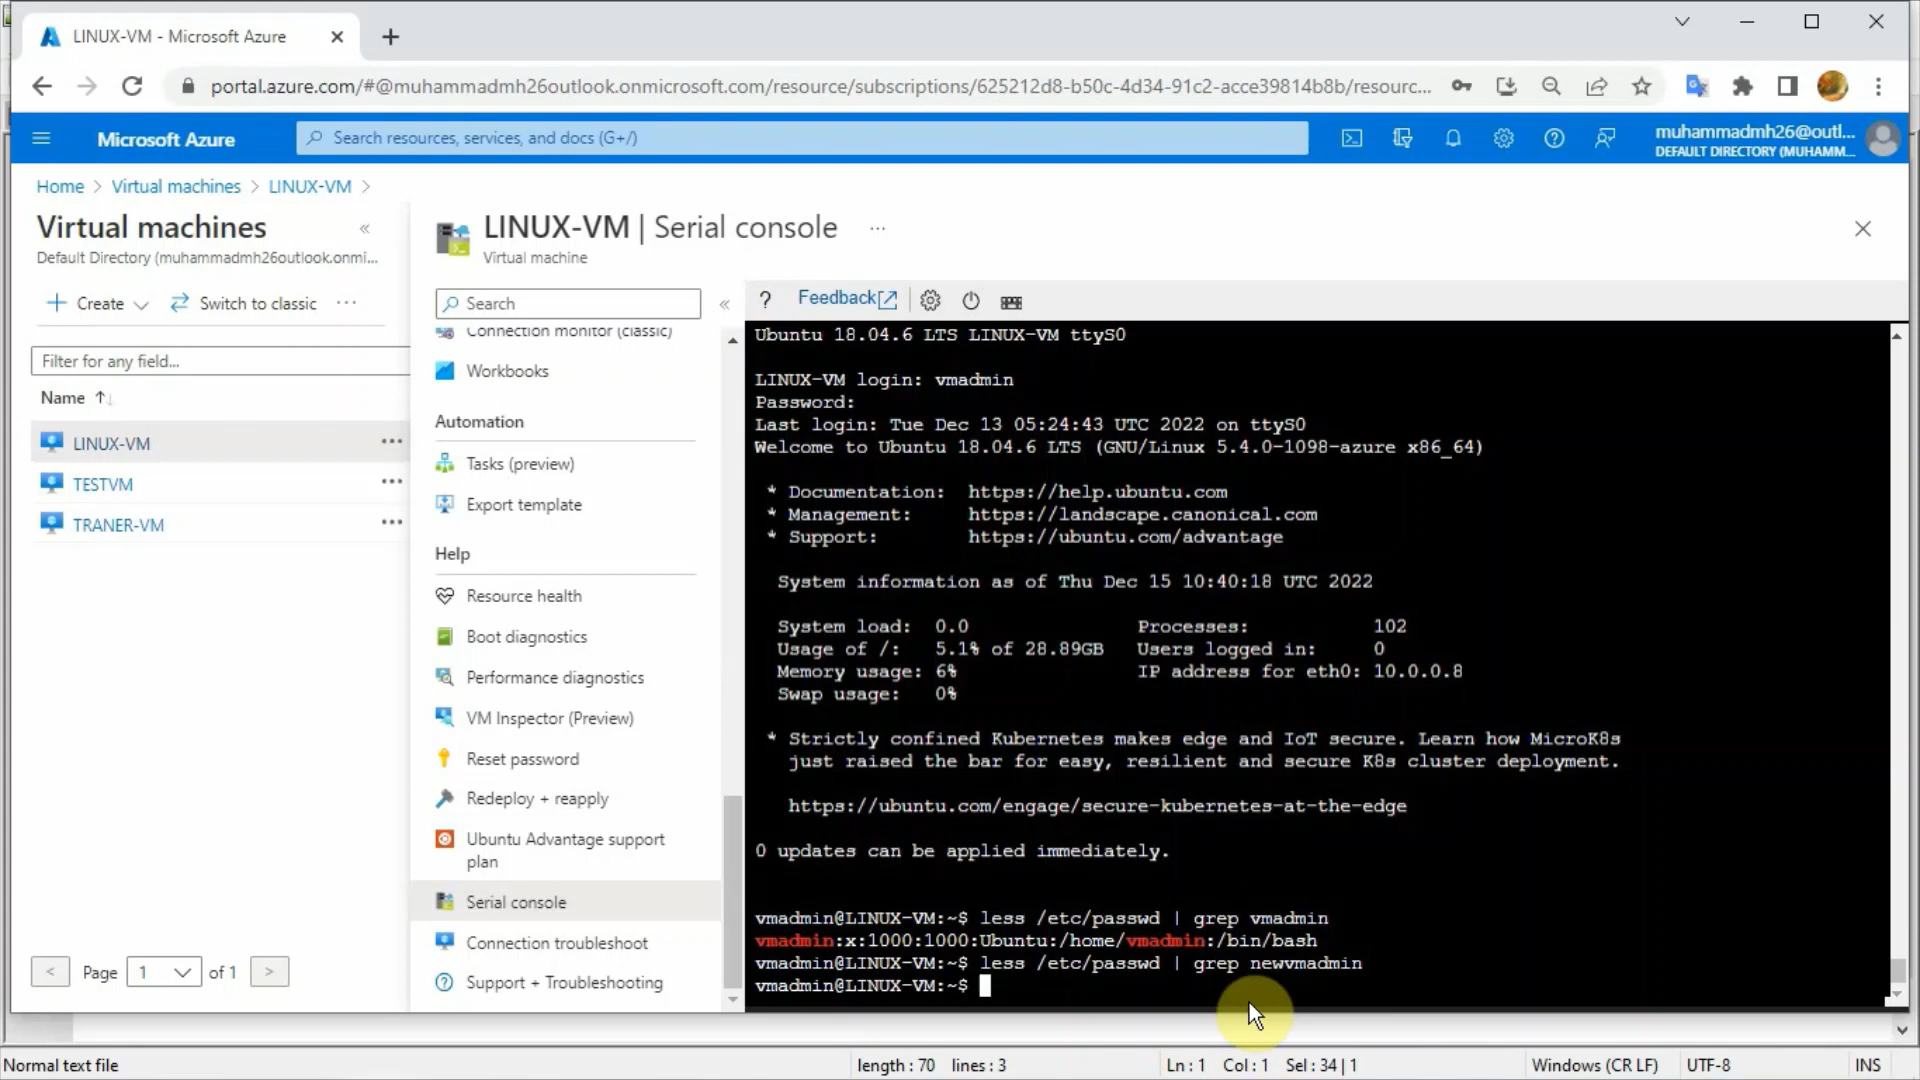 LINUX-VM - Microsoft Azure
portal.azure.com/#@muhammadmh26outlook.onmicrosoft.com/resource/subscriptions/625212d8-b50c-4d34-91c2-acce39814b8b/resourc...
Microsoft Azure
Search resources, services, and docs (G+/)
muhammadmh26@outl...
DEFAULT DIRECTORY (MUHAMM...
Home > Virtual machines > LINUX-VM >
Virtual machines
Default Directory (muhammadmh26outlook.onmi...
+ Create
Switch to classic
...
Filter for any field...
Name ↑↓
LINUX-VM ...
TESTVM ...
TRANER-VM ...
< Page 1 of 1 >
LINUX-VM | Serial console ...
Virtual machine
Search
«
Connection monitor (classic)
Workbooks
Automation
Tasks (preview)
Export template
Help
Resource health
Boot diagnostics
Performance diagnostics
VM Inspector (Preview)
Reset password
Redeploy + reapply
Ubuntu Advantage support
plan
Serial console
Connection troubleshoot
Support + Troubleshooting
? Feedback
Ubuntu 18.04.6 LTS LINUX-VM ttyS0
LINUX-VM login: vmadmin
Password:
Last login: Tue Dec 13 05:24:43 UTC 2022 on ttyS0
Welcome to Ubuntu 18.04.6 LTS (GNU/Linux 5.4.0-1098-azure x86_64)
* Documentation: https://help.ubuntu.com
* Management: https://landscape.canonical.com
* Support: https://ubuntu.com/advantage
System information as of Thu Dec 15 10:40:18 UTC 2022
System load: 0.0 Processes: 102
Usage of /: 5.1% of 28.89GB Users logged in: 0
Memory usage: 6% IP address for eth0: 10.0.0.8
Swap usage: 0%
* Strictly confined Kubernetes makes edge and IoT secure. Learn how MicroK8s
just raised the bar for easy, resilient and secure K8s cluster deployment.
https://ubuntu.com/engage/secure-kubernetes-at-the-edge
0 updates can be applied immediately.
vmadmin@LINUX-VM:~$ less /etc/passwd | grep vmadmin
vmadmin:x:1000:1000:Ubuntu:/home/vmadmin:/bin/bash
vmadmin@LINUX-VM:~$ less /etc/passwd | grep newvmadmin
vmadmin@LINUX-VM:~$
Normal text file
length : 70 lines : 3
Ln : 1 Col : 1 Sel : 34 | 1
Windows (CR LF)
UTF-8
INS